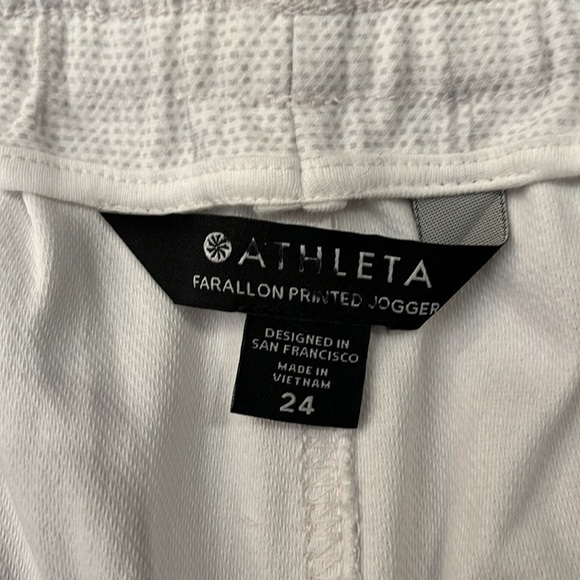 ATHLETA
FARALLON PRINTED JOGGER
DESIGNED IN
SAN FRANCISCO
MADE IN
VIETNAM
24